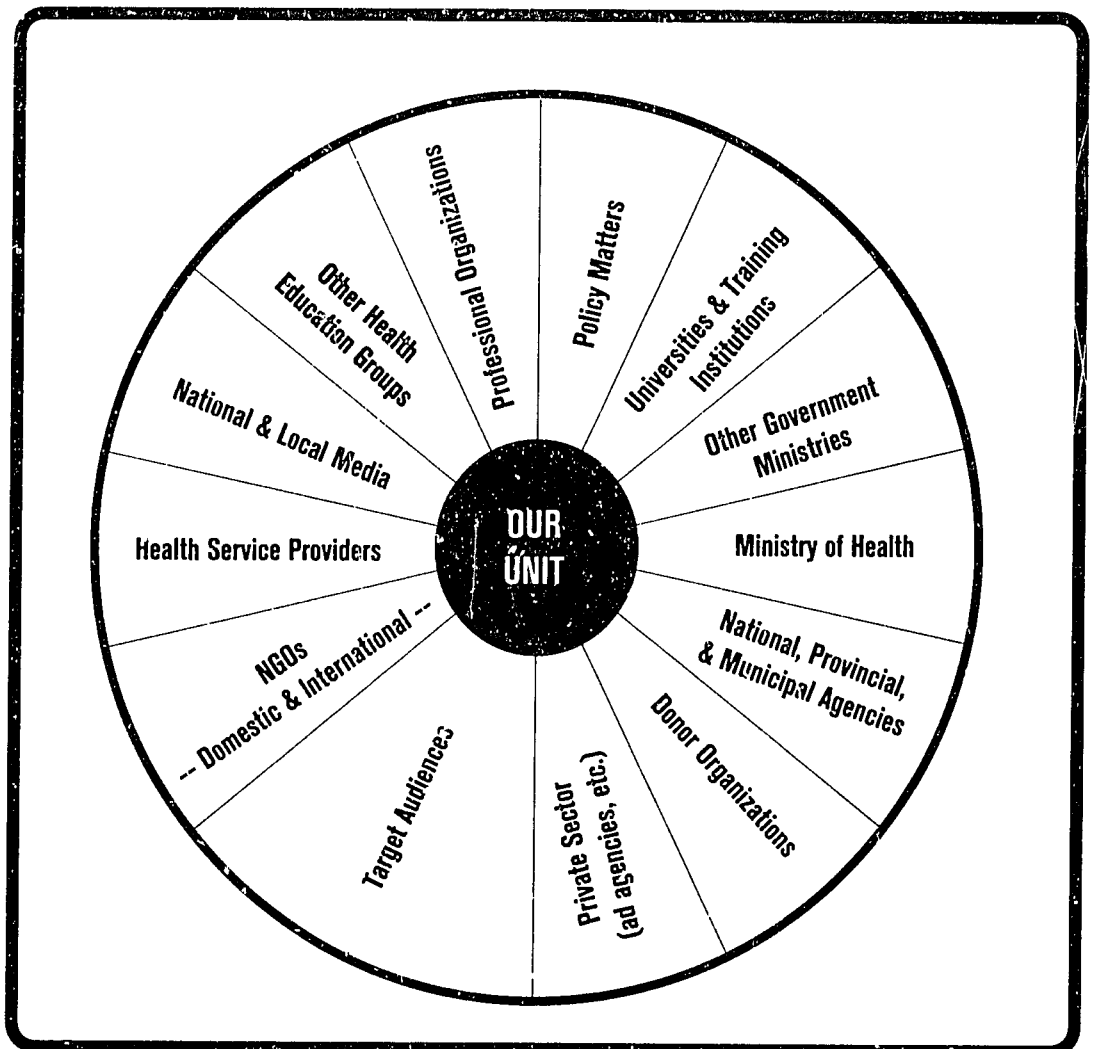 Professional Organizations
Policy Matters
Universities & Training
Institutions
Other Government
Ministries
Ministry of Health
National, Provincial,
& Municipal Agencies
Donor Organizations
Private Sector
(ad agencies, etc.)
Target Audiences
NGOs
-- Domestic & International --
Health Service Providers
National & Local Media
Other Health
Education Groups
OUR
UNIT